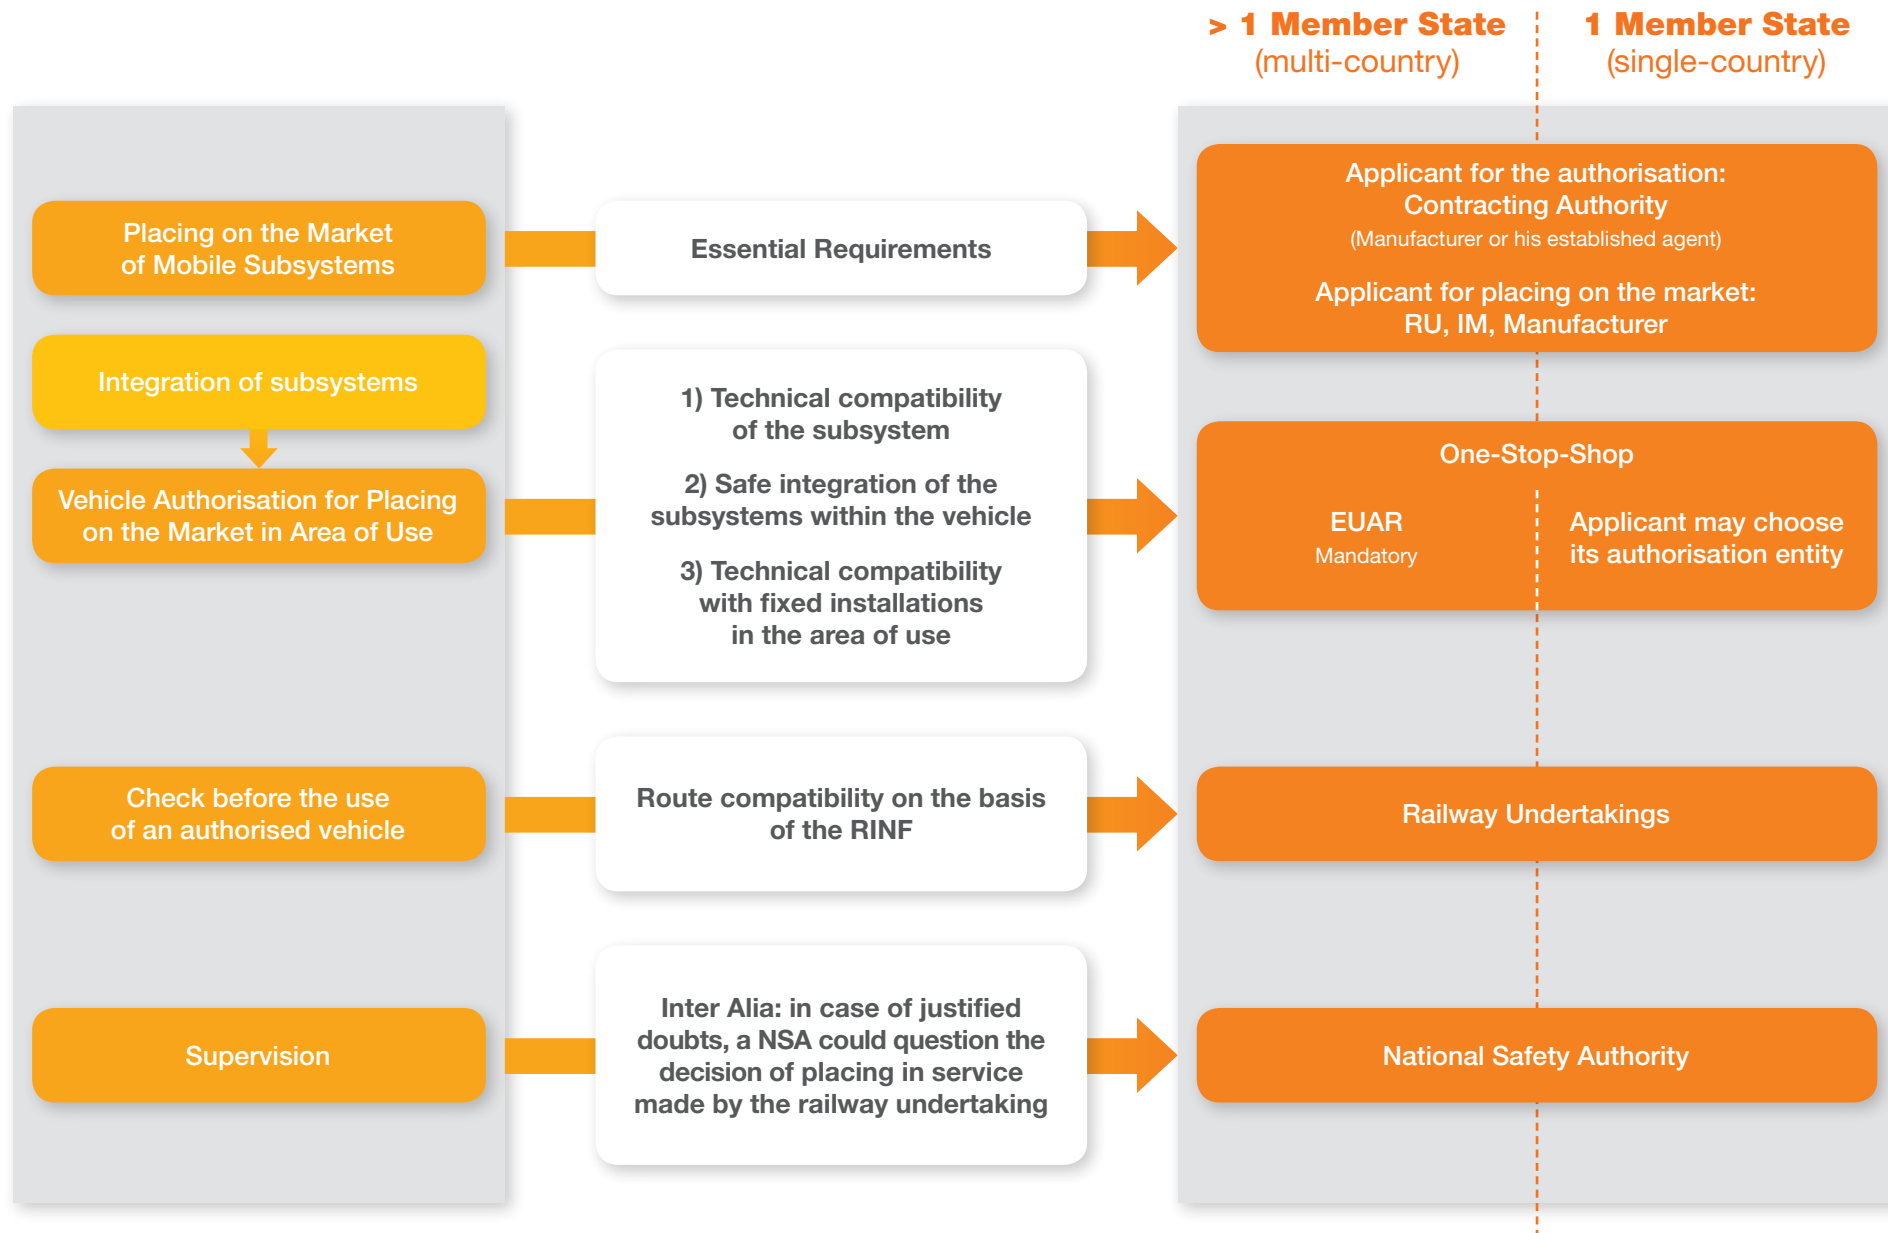 > 1 Member State
(multi-country)
1 Member State
(single-country)
Placing on the Market
of Mobile Subsystems
Essential Requirements
Applicant for the authorisation:
Contracting Authority
(Manufacturer or his established agent)
Applicant for placing on the market:
RU, IM, Manufacturer
Integration of subsystems
Vehicle Authorisation for Placing
on the Market in Area of Use
1) Technical compatibility
of the subsystem
2) Safe integration of the
subsystems within the vehicle
3) Technical compatibility
with fixed installations
in the area of use
One-Stop-Shop
EUAR
Mandatory
Applicant may choose
its authorisation entity
Check before the use
of an authorised vehicle
Route compatibility on the basis
of the RINF
Railway Undertakings
Supervision
Inter Alia: in case of justified
doubts, a NSA could question the
decision of placing in service
made by the railway undertaking
National Safety Authority